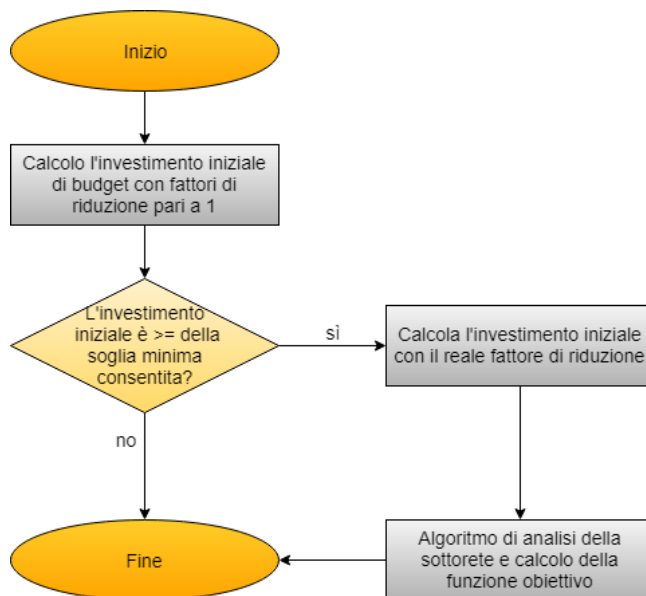 Inizio
Calcolo l'investimento iniziale
di budget con fattori di
riduzione pari a 1
L'investimento
iniziale è >= della
soglia minima
consentita?
sì
Calcola l'investimento iniziale
con il reale fattore di riduzione
no
Fine
Algoritmo di analisi della
sottorete e calcolo della
funzione obiettivo